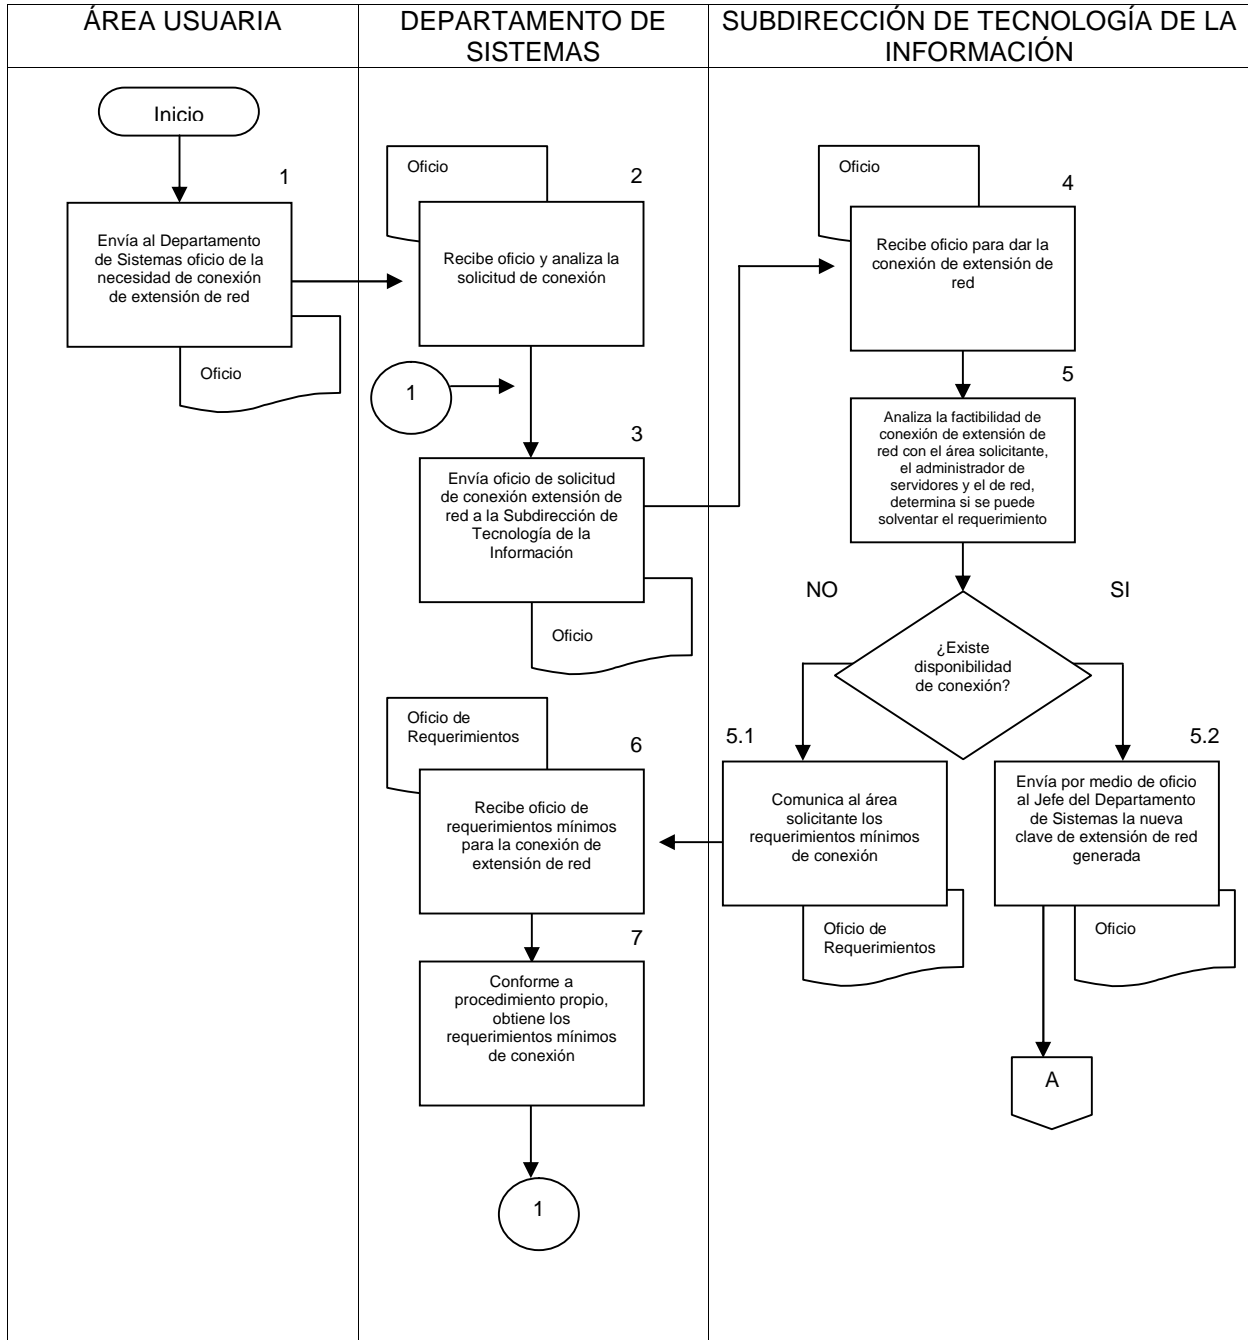 ÁREA USUARIA
DEPARTAMENTO DE
SISTEMAS
SUBDIRECCIÓN DE TECNOLOGÍA DE LA
INFORMACIÓN
Inicio
1
Envía al Departamento
de Sistemas oficio de la
necesidad de conexión
de extensión de red
Oficio
Oficio
2
Recibe oficio y analiza la
solicitud de conexión
1
3
Envía oficio de solicitud
de conexión extensión de
red a la Subdirección de
Tecnología de la
Información
Oficio
Oficio
4
Recibe oficio para dar la
conexión de extensión de
red
5
Analiza la factibilidad de
conexión de extensión de
red con el área solicitante,
el administrador de
servidores y el de red,
determina si se puede
solventar el requerimiento
NO
SI
¿Existe
disponibilidad
de conexión?
5.1
Comunica al área
solicitante los
requerimientos mínimos
de conexión
Oficio de
Requerimientos
5.2
Envía por medio de oficio
al Jefe del Departamento
de Sistemas la nueva
clave de extensión de red
generada
Oficio
A
Oficio de
Requerimientos
6
Recibe oficio de
requerimientos mínimos
para la conexión de
extensión de red
7
Conforme a
procedimiento propio,
obtiene los
requerimientos mínimos
de conexión
1